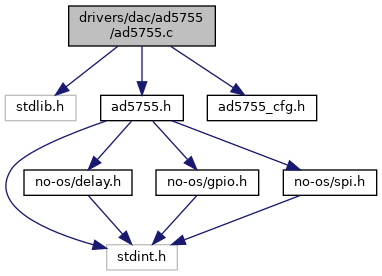 drivers/dac/ad5755
/ad5755.c
stdlib.h
ad5755.h
ad5755_cfg.h
no-os/delay.h
no-os/gpio.h
no-os/spi.h
stdint.h